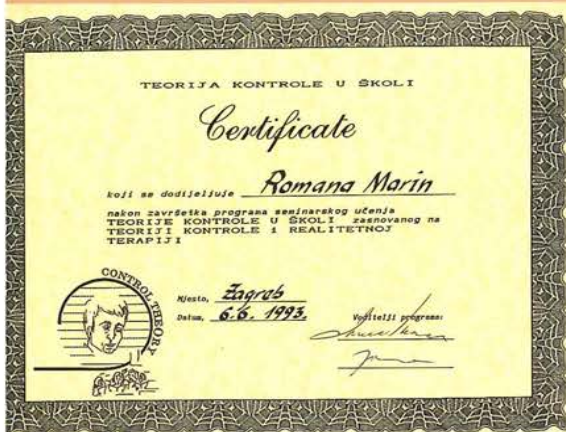 TEORIJA KONTROLE U ŠKOLI
Certificate
koji se dodijeljuje Romana Marin
nakon završetka programa seminarskog učenja
TEORIJE KONTROLE U ŠKOLI zasnovanog na
TEORIJI KONTROLE i REALITETNOJ
TERAPIJI
CONTROL THEORY
Mjesto, Zagreb
Datum, 6.6. 1993.
Voditelji programa: